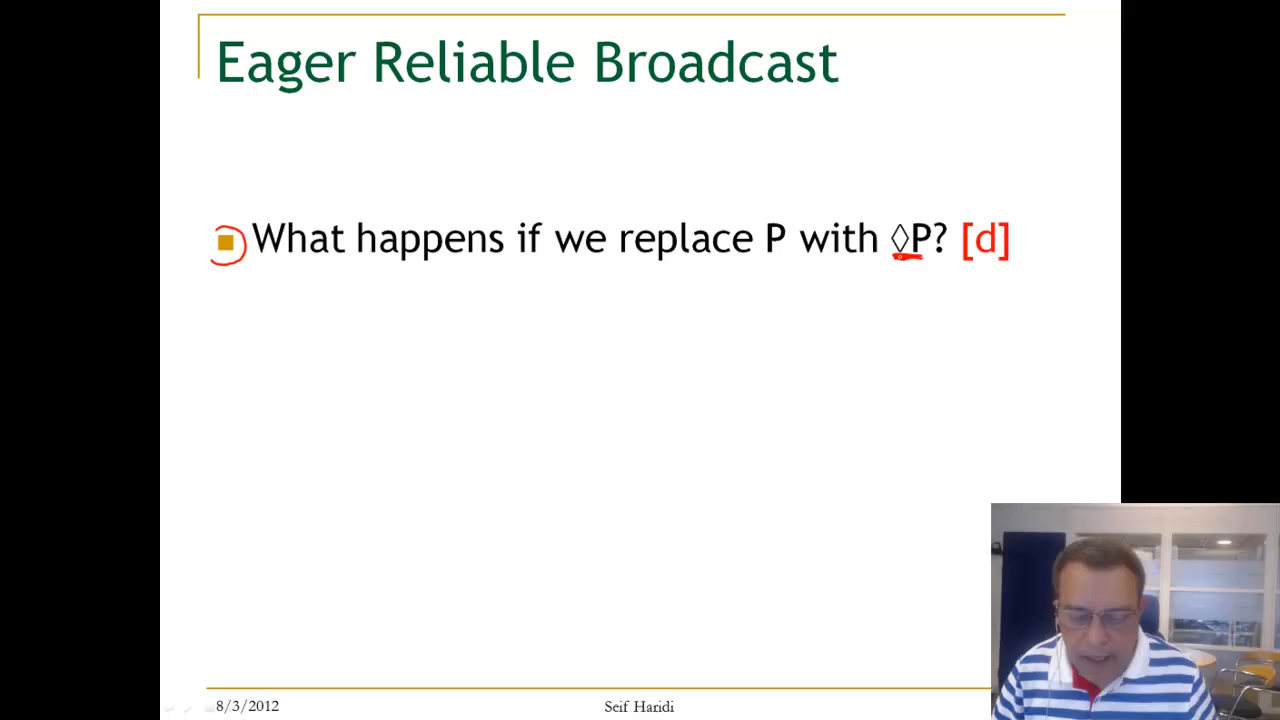 Eager Reliable Broadcast
What happens if we replace P with ◊P? [d]
8/3/2012
Seif Haridi